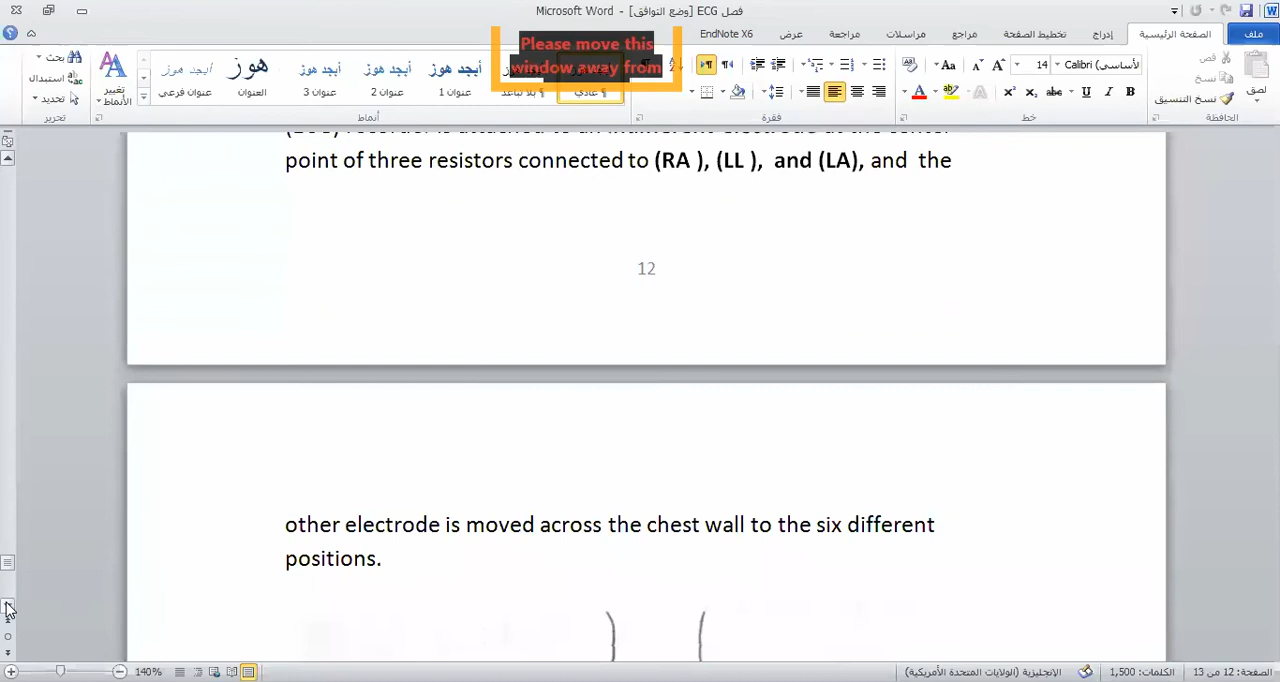 فصل ECG [وضع التوافق] - Microsoft Word
ملف
الصفحة الرئيسية
إدراج
تخطيط الصفحة
مراجع
مراسلات
مراجعة
عرض
EndNote X6
Please move this
window away from
لصق
قص
نسخ
نسخ التنسيق
الحافظة
Calibri (الأساسي)
14
Aa
خط
فقرة
¶ عادي
¶ بلا تباعد
أبجد هوز
عنوان 1
أبجد هوز
عنوان 2
أبجد هوز
عنوان 3
هوز
العنوان
أبجد هوز
عنوان فرعي
أنماط
تغيير
الأنماط
بحث
استبدال
تحديد
تحرير
point of three resistors connected to (RA ), (LL ), and (LA), and the
12
other electrode is moved across the chest wall to the six different
positions.
الصفحة: 12 من 13
الكلمات: 1,500
الإنجليزية (الولايات المتحدة الأمريكية)
140%